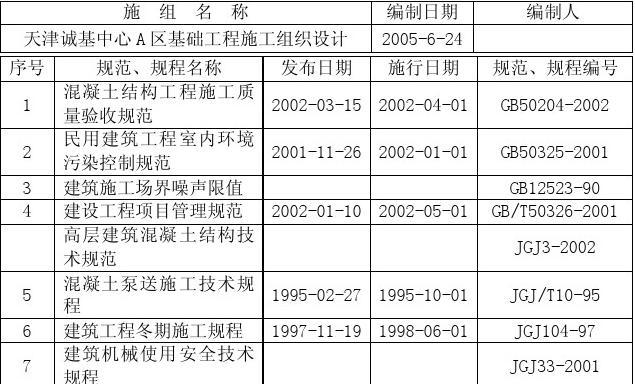 施 组 名 称 编制日期 编制人
天津诚基中心 A 区基础工程施工组织设计 2005-6-24
序号 规范、规程名称 发布日期 施行日期 规范、规程编号
1 混凝土结构工程施工质 2002-03-15 2002-04-01 GB50204-2002
量验收规范
2 民用建筑工程室内环境 2001-11-26 2002-01-01 GB50325-2001
污染控制规范
3 建筑施工场界噪声限值 GB12523-90
4 建设工程项目管理规范 2002-01-10 2002-05-01 GB/T50326-2001
高层建筑混凝土结构技 JGJ3-2002
术规范
5 混凝土泵送施工技术规 1995-02-27 1995-10-01 JGJ/T10-95
程
6 建筑工程冬期施工规程 1997-11-19 1998-06-01 JGJ104-97
7 建筑机械使用安全技术 JGJ33-2001
规程